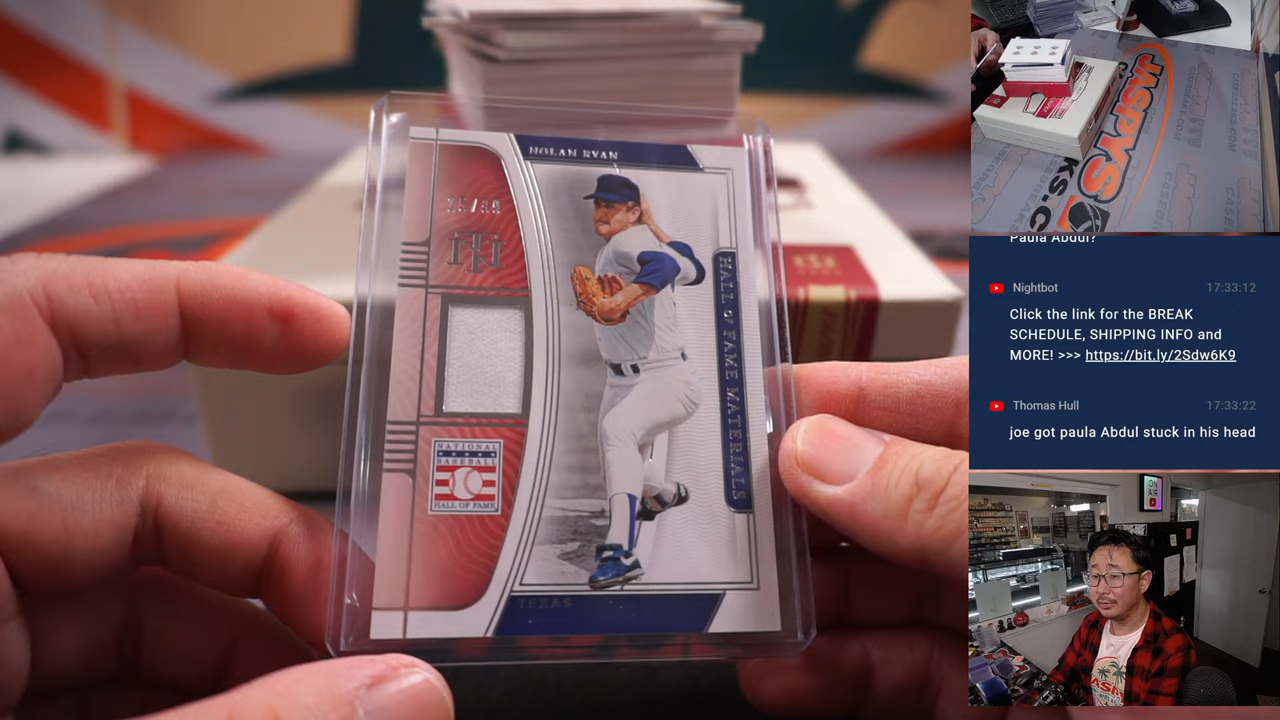 NOLAN RYAN
HALL of FAME MATERIALS
NATIONAL
BASEBALL
HALL OF FAME
TEXAS
JASPYS
Paula Abdul?
Nightbot 17:33:12
Click the link for the BREAK
SCHEDULE, SHIPPING INFO and
MORE! >>> https://bit.ly/2Sdw6K9
Thomas Hull 17:33:22
joe got paula Abdul stuck in his head
ON
AIR